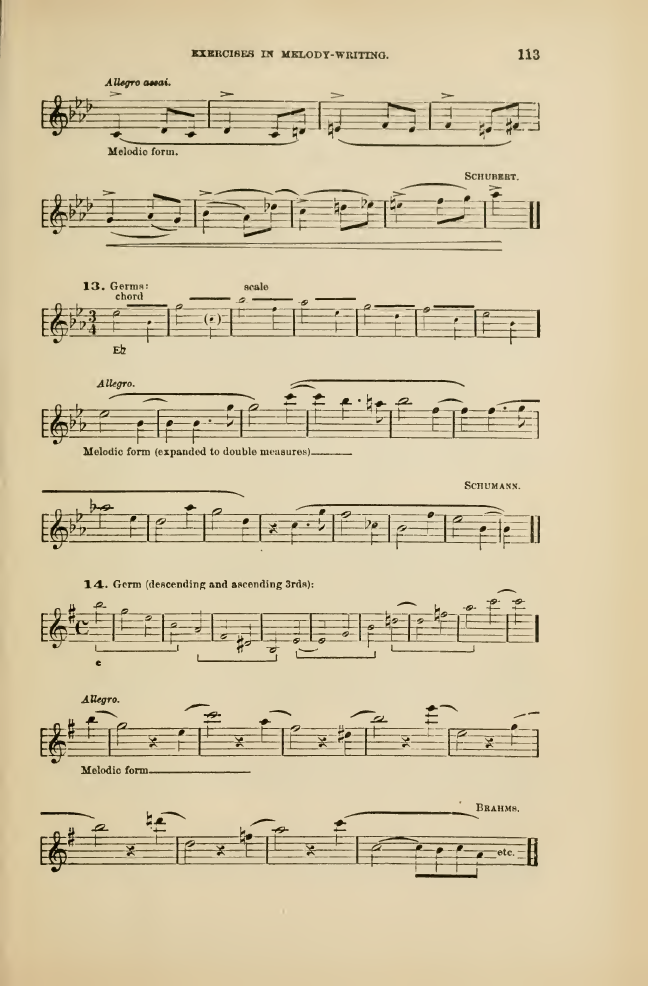 EXERCISES IN MELODY-WRITING. 113
Allegro assai.
Melodic form.
SCHUBERT.
13. Germs:
chord scale
E♭
Allegro.
Melodic form (expanded to double measures)
SCHUMANN.
14. Germ (descending and ascending 3rds):
e
Allegro.
Melodic form
BRAHMS.
etc.